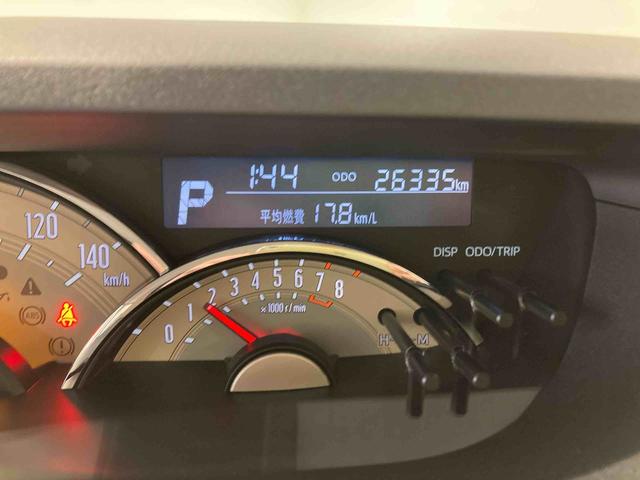 1:44 ODO 26335km
P
平均燃費 17.8km/L
DISP ODO/TRIP
120
140
km/h
0 1 2 3 4 5 6 7 8
×1000 r/min
ABS
H M